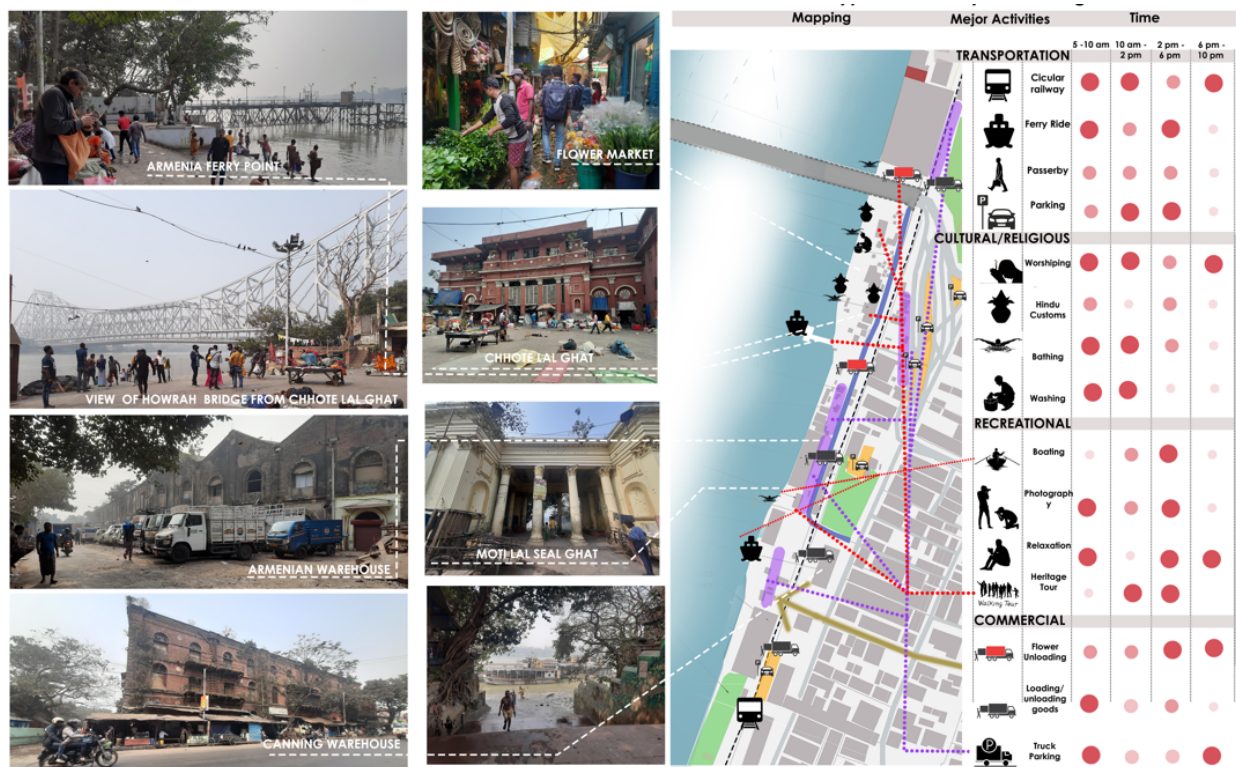 Mapping
Mejor Activities
Time
5 -10 am
10 am -
2 pm
2 pm -
6 pm
6 pm -
10 pm
TRANSPORTATION
Cicular
railway
Ferry Ride
Passerby
P
Parking
CULTURAL/RELIGIOUS
Worshiping
Hindu
Customs
Bathing
Washing
RECREATIONAL
Boating
Photograph
y
Relaxation
Heritage
Tour
Walking Tour
COMMERCIAL
Flower
Unloading
Loading/
unloading
goods
P
Truck
Parking
ARMENIA FERRY POINT
FLOWER MARKET
VIEW OF HOWRAH BRIDGE FROM CHHOTE LAL GHAT
CHHOTE LAL GHAT
ARMENIAN WAREHOUSE
MOTI LAL SEAL GHAT
CANNING WAREHOUSE